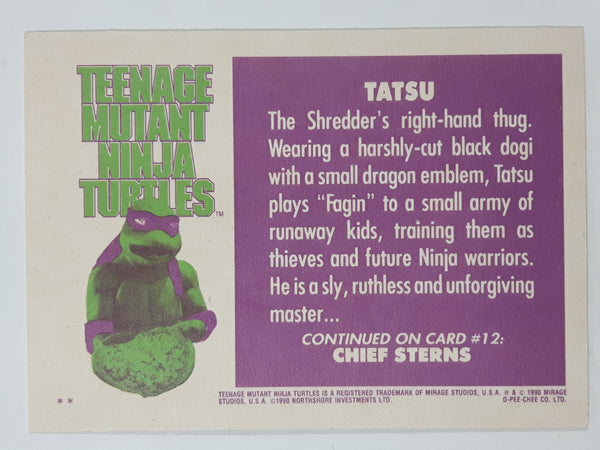 TEENAGE
MUTANT
NINJA
TURTLES
TM
TATSU
The Shredder's right-hand thug.
Wearing a harshly-cut black dogi
with a small dragon emblem, Tatsu
plays "Fagin" to a small army of
runaway kids, training them as
thieves and future Ninja warriors.
He is a sly, ruthless and unforgiving
master...
CONTINUED ON CARD #12:
CHIEF STERNS
* *
TEENAGE MUTANT NINJA TURTLES IS A REGISTERED TRADEMARK OF MIRAGE STUDIOS, U.S.A. ® & © 1990 MIRAGE
STUDIOS, U.S.A. ©1990 NORTHSHORE INVESTMENTS LTD. O-PEE-CHEE CO. LTD.